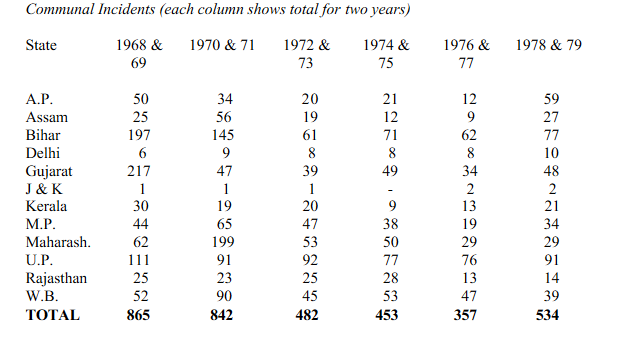 Communal Incidents (each column shows total for two years)
State 1968 & 69 1970 & 71 1972 & 73 1974 & 75 1976 & 77 1978 & 79
A.P. 50 34 20 21 12 59
Assam 25 56 19 12 9 27
Bihar 197 145 61 71 62 77
Delhi 6 9 8 8 8 10
Gujarat 217 47 39 49 34 48
J & K 1 1 1 - 2 2
Kerala 30 19 20 9 13 21
M.P. 44 65 47 38 19 34
Maharash. 62 199 53 50 29 29
U.P. 111 91 92 77 76 91
Rajasthan 25 23 25 28 13 14
W.B. 52 90 45 53 47 39
TOTAL 865 842 482 453 357 534